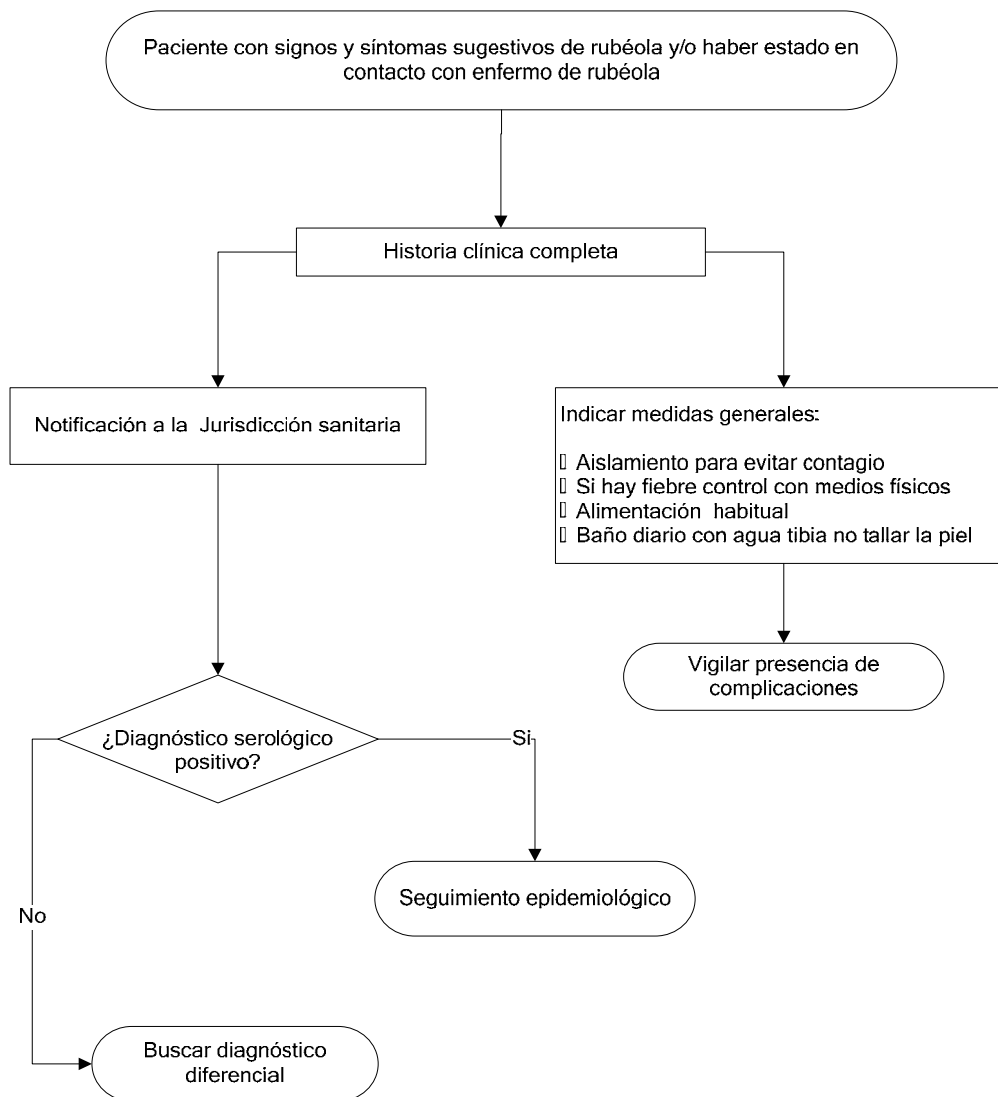 Paciente con signos y síntomas sugestivos de rubéola y/o haber estado en
contacto con enfermo de rubéola
Historia clínica completa
Notificación a la Jurisdicción sanitaria
Indicar medidas generales:
Aislamiento para evitar contagio
Si hay fiebre control con medios físicos
Alimentación habitual
Baño diario con agua tibia no tallar la piel
Vigilar presencia de
complicaciones
¿Diagnóstico serológico
positivo?
Si
Seguimiento epidemiológico
No
Buscar diagnóstico
diferencial